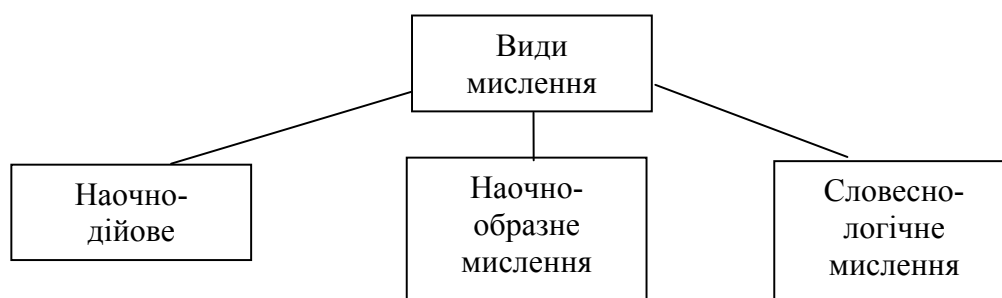 Види
мислення
Наочно-
дійове
Наочно-
образне
мислення
Словесно-
логічне
мислення